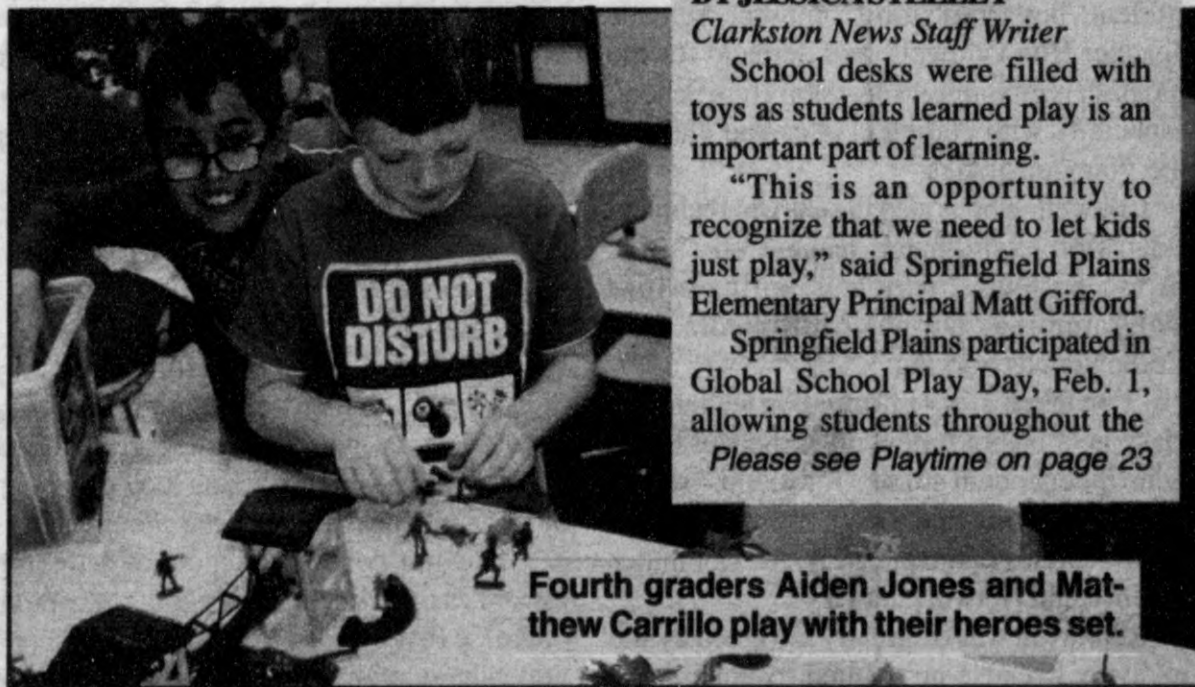 Clarkston News Staff Writer
School desks were filled with
toys as students learned play is an
important part of learning.
“This is an opportunity to
recognize that we need to let kids
just play,” said Springfield Plains
Elementary Principal Matt Gifford.
Springfield Plains participated in
Global School Play Day, Feb. 1,
allowing students throughout the
Please see Playtime on page 23
DO NOT
DISTURB
Fourth graders Aiden Jones and Mat-
thew Carrillo play with their heroes set.